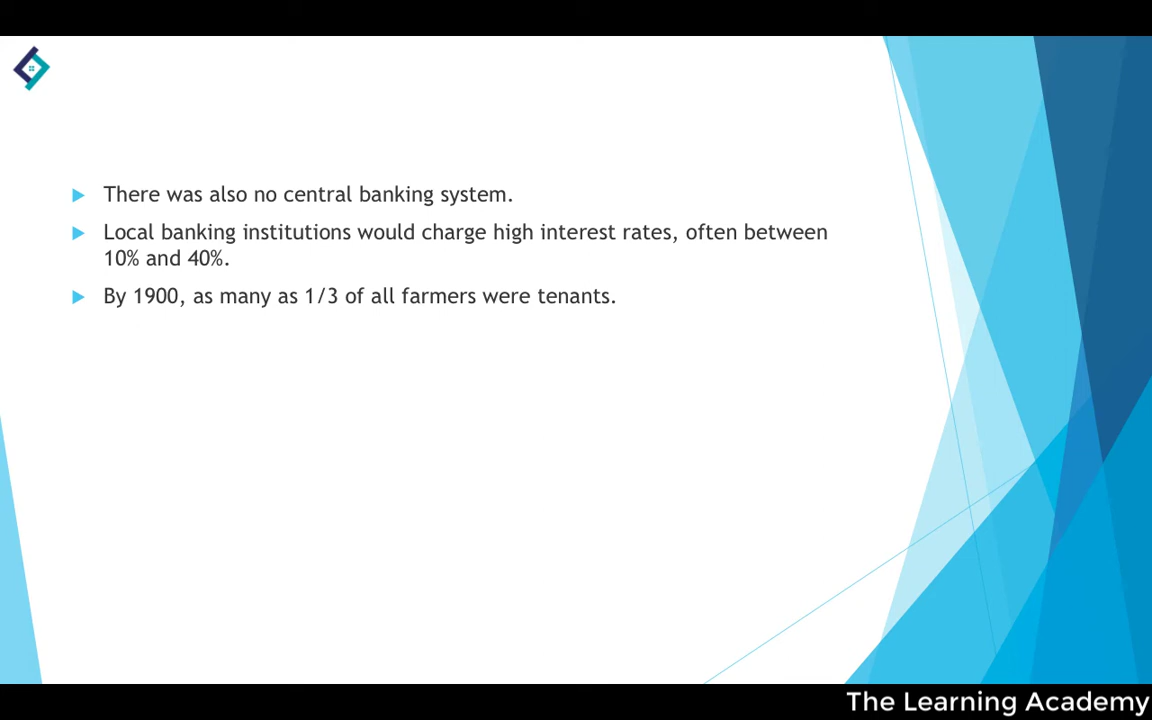 There was also no central banking system.
Local banking institutions would charge high interest rates, often between
10% and 40%.
By 1900, as many as 1/3 of all farmers were tenants.
The Learning Academy